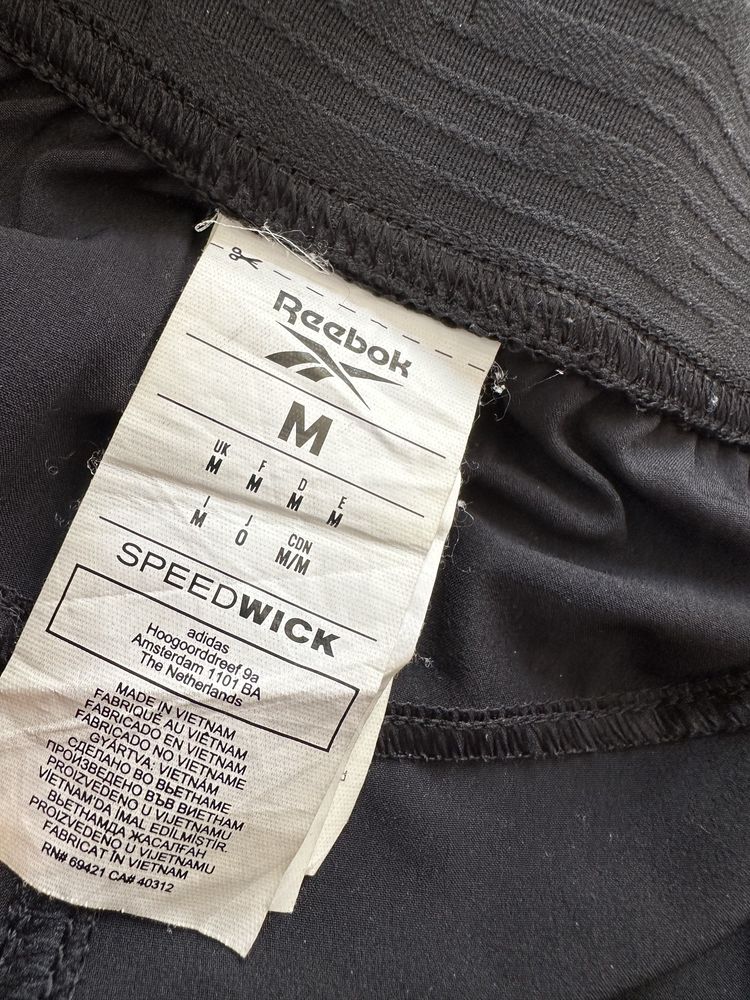 Reebok
M
UK F D E
M M M M
I J CDN
M O M/M
SPEEDWICK
adidas
Hoogoorddreef 9a
Amsterdam 1101 BA
The Netherlands
MADE IN VIETNAM
FABRIQUÉ AU VIÊTNAM
FABRICADO EN VIETNAM
FABRICADO NO VIETNAME
GYÁRTVA: VIETNÁM
СДЕЛАНО ВО ВЬЕТНАМЕ
ПРОИЗВЕДЕНО ВЪВ ВИЕТНАМ
PROIZVEDENO U VIJETNAMU
VIETNAM'DA İMAL EDİLMİŞTİR
ВЬЕТНАМДА ЖАСАЛҒАН
PROIZVEDENO U VIJETNAMU
FABRICAT ÎN VIETNAM
RN# 69421 CA# 40312